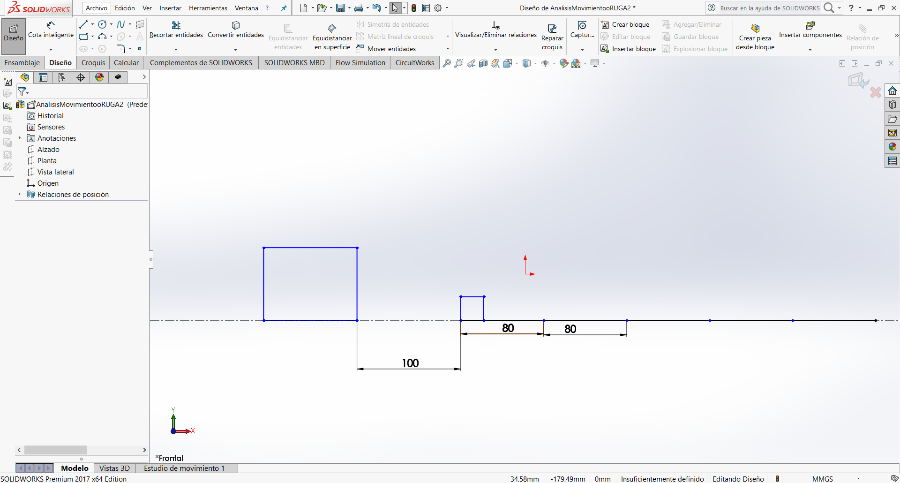 SOLIDWORKS Archivo Edición Ver Insertar Herramientas Ventana ? Diseño de AnalisisMovimientooRUGA2 * Buscar en la ayuda de SOLIDWORKS ?
Diseño Cota inteligente Recortar entidades Convertir entidades Equidistanciar entidades Equidistanciar en superficie Simetría de entidades Matriz lineal de croquis Mover entidades Visualizar/Eliminar relaciones Reparar croquis Captur... Crear bloque Editar bloque Insertar bloque Agregar/Eliminar Guardar bloque Explosionar bloque Crear pieza desde bloque Insertar componentes Relación de posición
Ensamblaje Diseño Croquis Calcular Complementos de SOLIDWORKS SOLIDWORKS MBD Flow Simulation CircuitWorks
AnalisisMovimientooRUGA2 (Prede
Historial
Sensores
Anotaciones
Alzado
Planta
Vista lateral
Origen
Relaciones de posición
80
80
100
Y
X
*Frontal
Modelo Vistas 3D Estudio de movimiento 1
SOLIDWORKS Premium 2017 x64 Edition 34.58mm -179.49mm 0mm Insuficientemente definido Editando Diseño MMGS